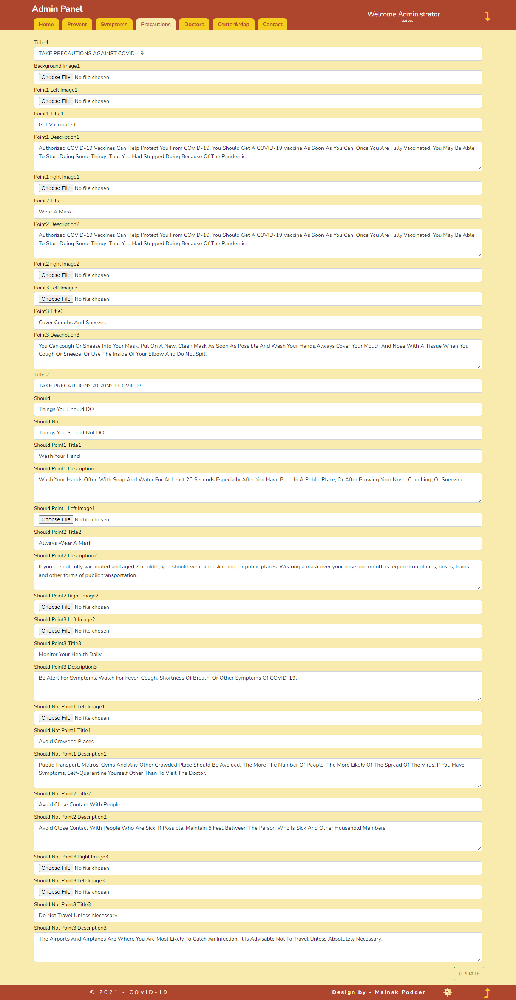 Admin Panel
Welcome Administrator
Log out
Home Prevent Symptoms Precautions Doctors Center&Map Contact
Title 1
TAKE PRECAUTIONS AGAINST COVID-19
Background Image1
Choose File No file chosen
Point1 Left Image1
Choose File No file chosen
Point1 Title1
Get Vaccinated
Point1 Description1
Authorized COVID-19 Vaccines Can Help Protect You From COVID-19. You Should Get A COVID-19 Vaccine As Soon As You Can. Once You Are Fully Vaccinated, You May Be Able
To Start Doing Some Things That You Had Stopped Doing Because Of The Pandemic.
Point1 right Image1
Choose File No file chosen
Point2 Title2
Wear A Mask
Point2 Description2
Authorized COVID-19 Vaccines Can Help Protect You From COVID-19. You Should Get A COVID-19 Vaccine As Soon As You Can. Once You Are Fully Vaccinated, You May Be Able
To Start Doing Some Things That You Had Stopped Doing Because Of The Pandemic.
Point2 right Image2
Choose File No file chosen
Point3 Left Image3
Choose File No file chosen
Point3 Title3
Cover Coughs And Sneezes
Point3 Description3
You Can cough Or Sneeze Into Your Mask. Put On A New, Clean Mask As Soon As Possible And Wash Your Hands.Always Cover Your Mouth And Nose With A Tissue When You
Cough Or Sneeze, Or Use The Inside Of Your Elbow And Do Not Spit.
Title 2
TAKE PRECAUTIONS AGAINST COVID 19
Should
Things You Should DO
Should Not
Things You Should Not DO
Should Point1 Title1
Wash Your Hand
Should Point1 Description
Wash Your Hands Often With Soap And Water For At Least 20 Seconds Especially After You Have Been In A Public Place, Or After Blowing Your Nose, Coughing, Or Sneezing.
Should Point1 Left Image1
Choose File No file chosen
Should Point2 Title2
Always Wear A Mask
Should Point2 Description2
If you are not fully vaccinated and aged 2 or older, you should wear a mask in indoor public places. Wearing a mask over your nose and mouth is required on planes, buses, trains,
and other forms of public transportation.
Should Point2 Right Image2
Choose File No file chosen
Should Point3 Left Image2
Choose File No file chosen
Should Point3 Title3
Monitor Your Health Daily
Should Point3 Description3
Be Alert For Symptoms. Watch For Fever, Cough, Shortness Of Breath, Or Other Symptoms Of COVID-19.
Should Not Point1 Left Image1
Choose File No file chosen
Should Not Point1 Title1
Avoid Crowded Places
Should Not Point1 Description1
Public Transport, Metros, Gyms And Any Other Crowded Place Should Be Avoided. The More The Number Of People, The More Likely Of The Spread Of The Virus. If You Have
Symptoms, Self-Quarantine Yourself Other Than To Visit The Doctor.
Should Not Point2 Title2
Avoid Close Contact With People
Should Not Point2 Description2
Avoid Close Contact With People Who Are Sick. If Possible, Maintain 6 Feet Between The Person Who Is Sick And Other Household Members.
Should Not Point3 Right Image3
Choose File No file chosen
Should Not Point3 Left Image3
Choose File No file chosen
Should Not Point3 Title3
Do Not Travel Unless Necessary
Should Not Point3 Description3
The Airports And Airplanes Are Where You Are Most Likely To Catch An Infection. It Is Advisable Not To Travel Unless Absolutely Necessary.
UPDATE
© 2021 - COVID-19
Design by - Mainak Podder